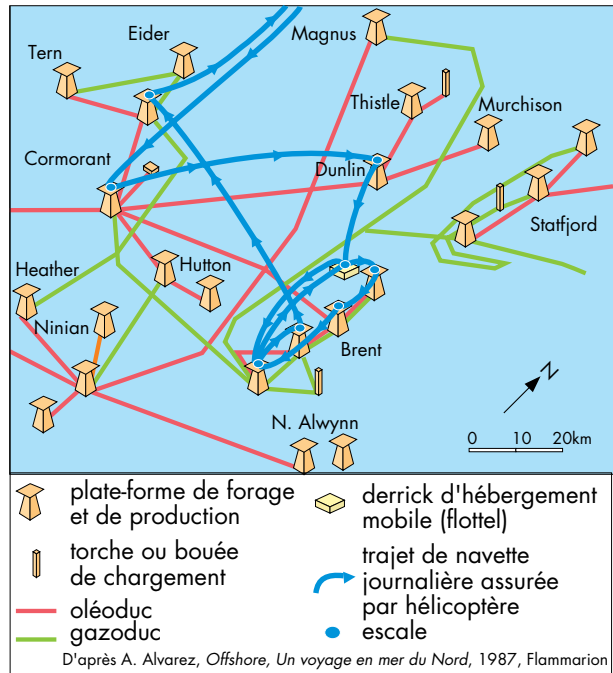 Eider
Magnus
Tern
Thistle
Murchison
Cormorant
Dunlin
Statfjord
Heather
Hutton
Ninian
Brent
N. Alwynn
N
0 10 20km
plate-forme de forage
et de production
torche ou bouée
de chargement
oléoduc
gazoduc
derrick d'hébergement
mobile (flottel)
trajet de navette
journalière assurée
par hélicoptère
escale
D'après A. Alvarez, Offshore, Un voyage en mer du Nord, 1987, Flammarion